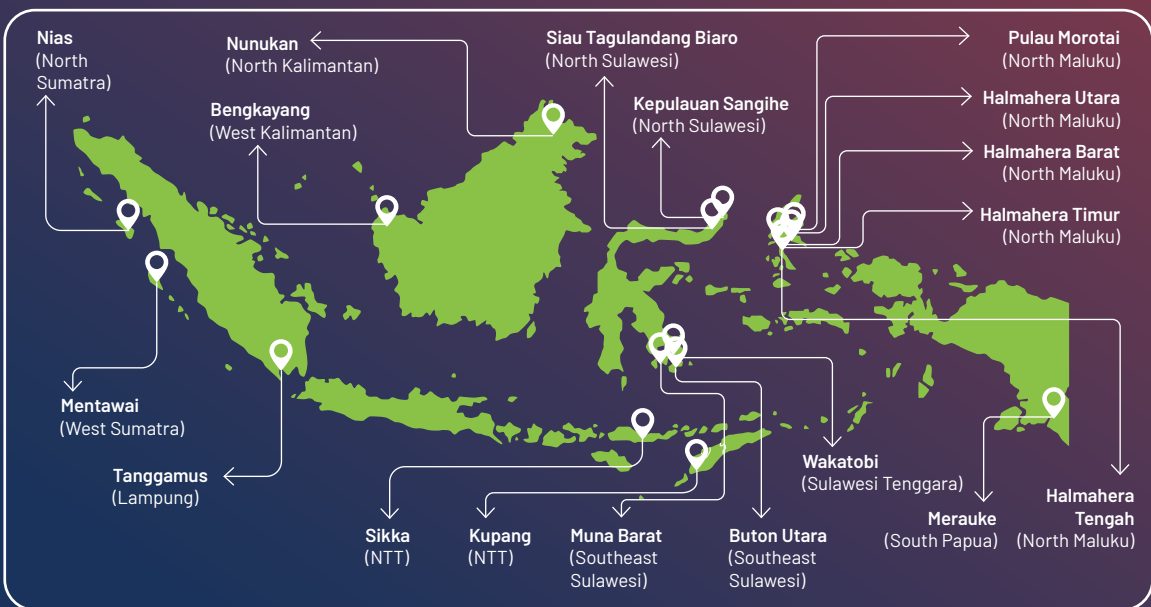 Nias
(North
Sumatra)
Nunukan
(North Kalimantan)
Bengkayang
(West Kalimantan)
Siau Tagulandang Biaro
(North Sulawesi)
Kepulauan Sangihe
(North Sulawesi)
Pulau Morotai
(North Maluku)
Halmahera Utara
(North Maluku)
Halmahera Barat
(North Maluku)
Halmahera Timur
(North Maluku)
Mentawai
(West Sumatra)
Tanggamus
(Lampung)
Sikka
(NTT)
Kupang
(NTT)
Muna Barat
(Southeast
Sulawesi)
Buton Utara
(Southeast
Sulawesi)
Wakatobi
(Sulawesi Tenggara)
Merauke
(South Papua)
Halmahera
Tengah
(North Maluku)